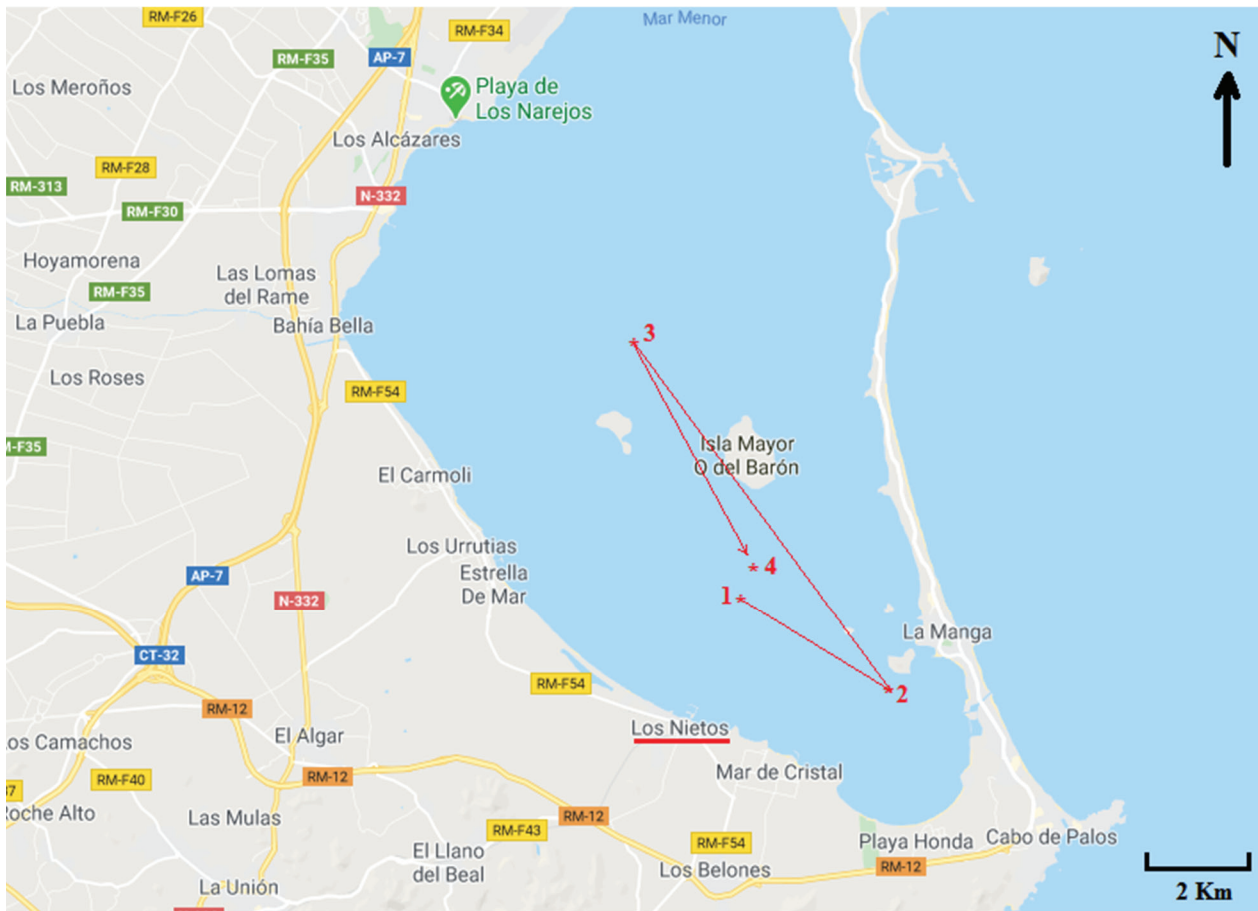 RM-F26
Mar Menor
RM-F34
N
RM-F35
AP-7
Los Meroños
Playa de
Los Narejos
Los Alcázares
RM-F28
RM-313
N-332
RM-F30
Hoyamorena
Las Lomas
del Rame
RM-F35
La Puebla
Bahía Bella
3
Los Roses
RM-F54
M-F35
Isla Mayor
O del Barón
El Carmoli
Los Urrutias
Estrella
De Mar
4
AP-7
N-332
1
La Manga
CT-32
RM-F54
2
RM-12
Los Nietos
El Algar
Los Camachos
Mar de Cristal
RM-F40
RM-12
37
Roche Alto
Las Mulas
RM-12
RM-F43
RM-F54
Playa Honda
Cabo de Palos
El Llano
del Beal
Los Belones
RM-12
La Unión
2 Km